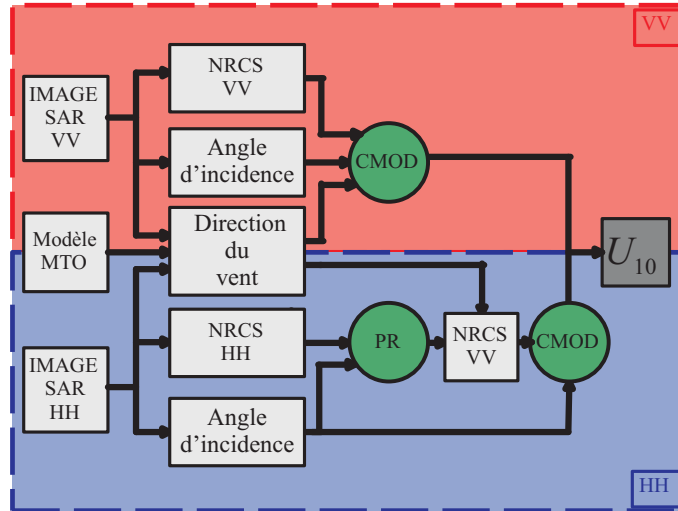 VV
NRCS
VV
IMAGE
SAR
VV
Angle
d’incidence
CMOD
Direction
du
vent
Modèle
MTO
U10
NRCS
HH
PR
NRCS
VV
CMOD
IMAGE
SAR
HH
Angle
d’incidence
HH